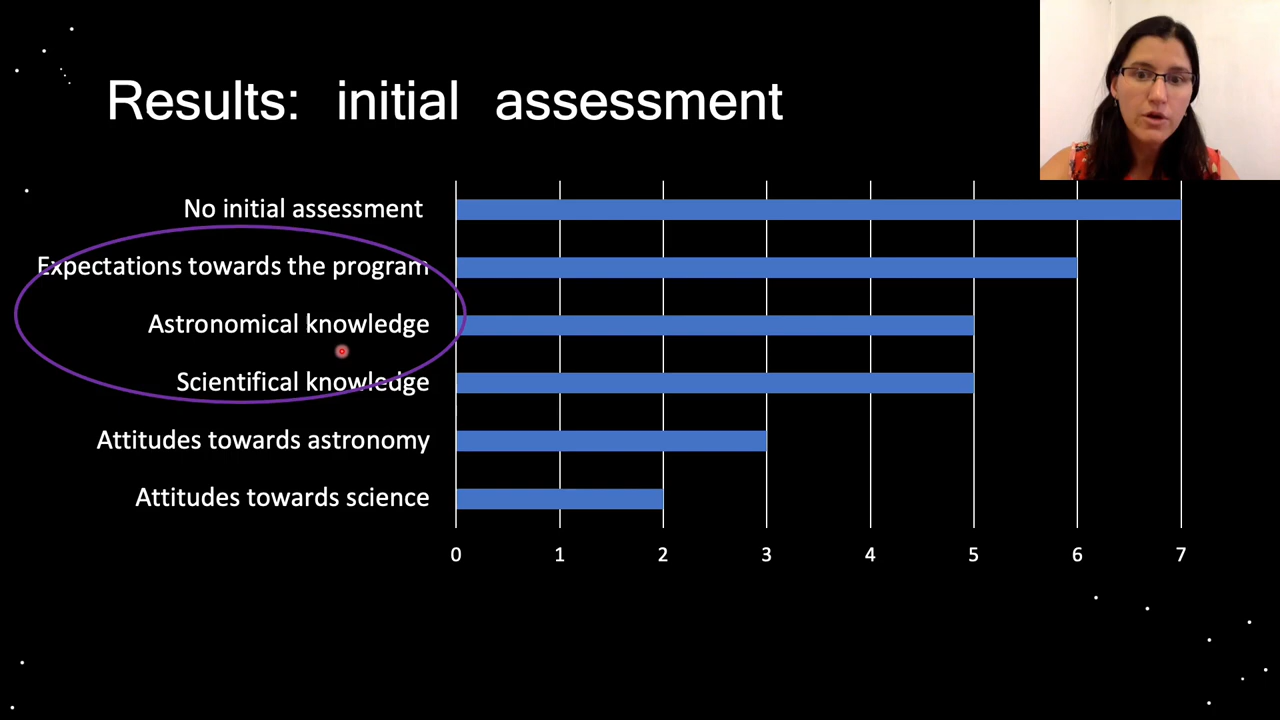 Results: initial assessment
No initial assessment
Expectations towards the program
Astronomical knowledge
Scientifical knowledge
Attitudes towards astronomy
Attitudes towards science
0 1 2 3 4 5 6 7